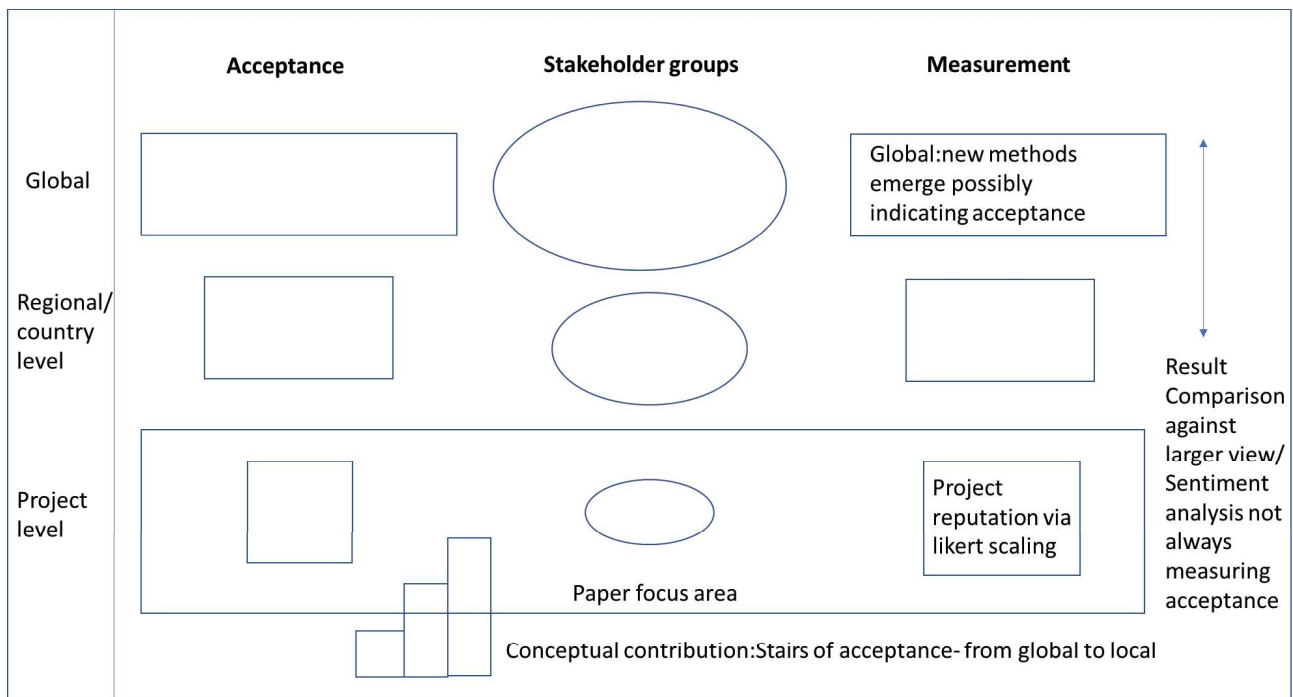 Acceptance
Stakeholder groups
Measurement
Global
Global:new methods
emerge possibly
indicating acceptance
Regional/
country
level
Result
Comparison
against
larger view/
Sentiment
analysis not
always
measuring
acceptance
Project
level
Project
reputation via
likert scaling
Paper focus area
Conceptual contribution:Stairs of acceptance- from global to local